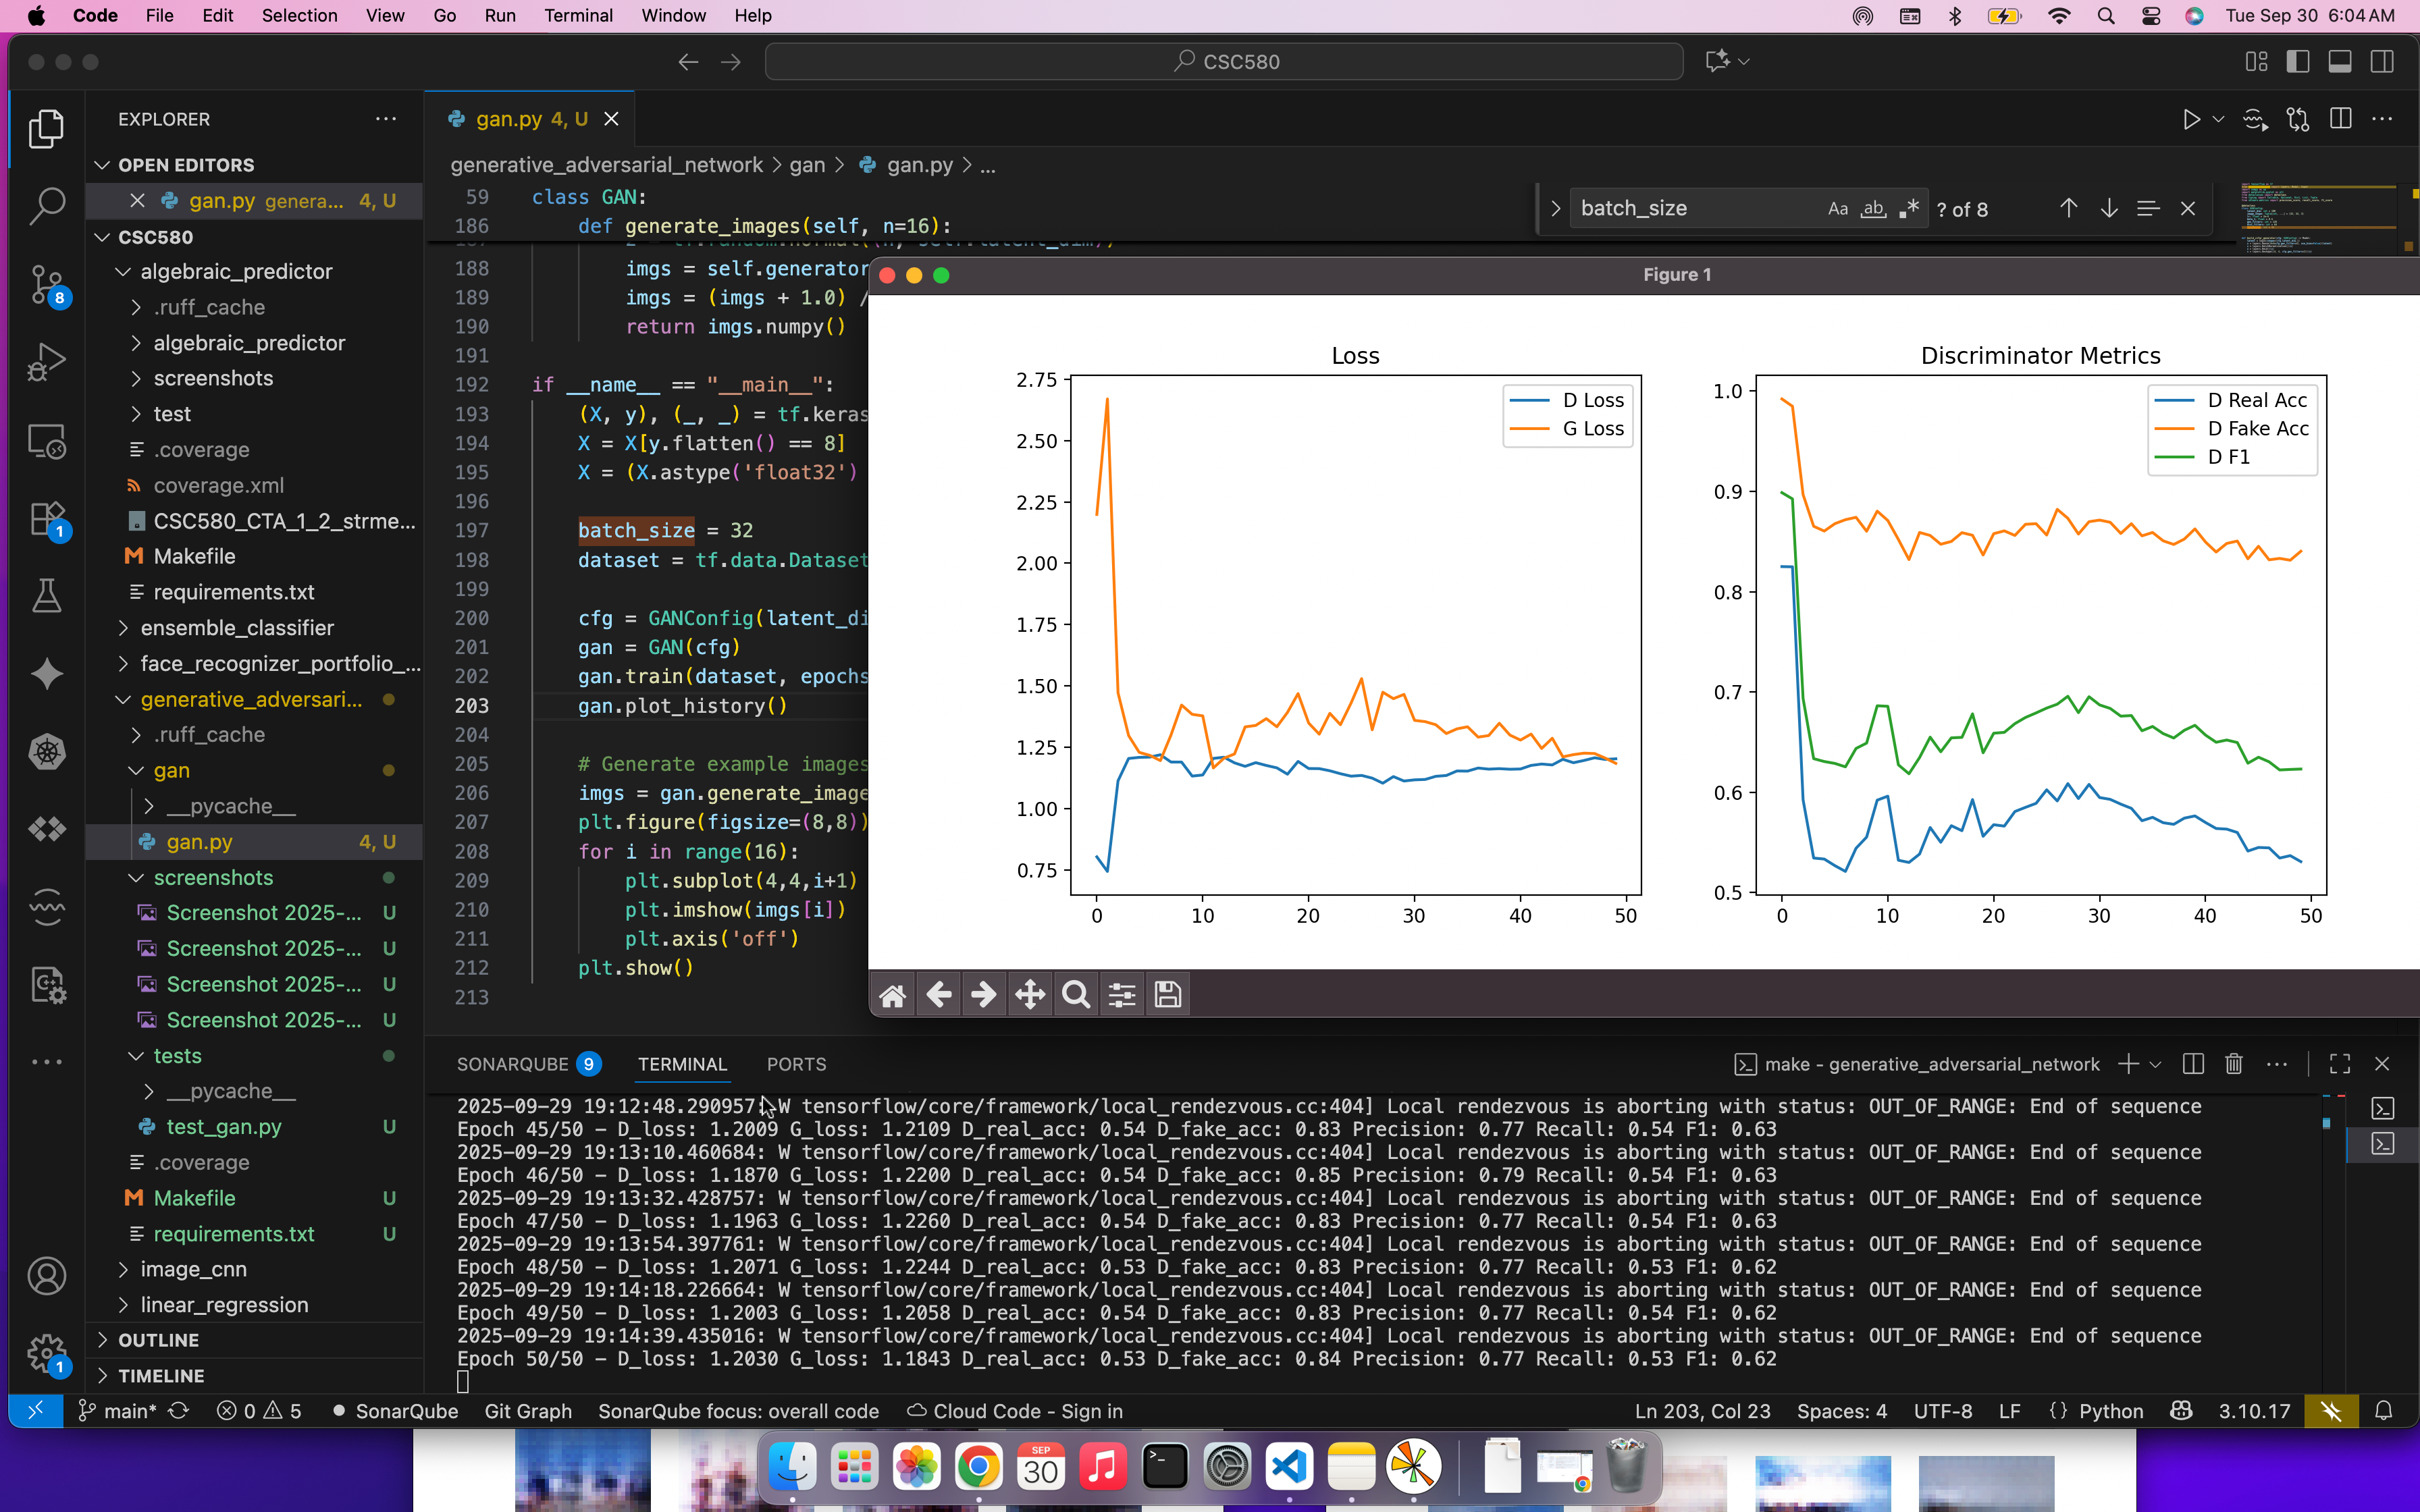 Code File Edit Selection View Go Run Terminal Window Help
Tue Sep 30 6:04 AM
CSC580
EXPLORER
OPEN EDITORS
gan.py genera... 4, U
CSC580
algebraic_predictor
.ruff_cache
algebraic_predictor
screenshots
test
.coverage
coverage.xml
CSC580_CTA_1_2_strme...
Makefile
requirements.txt
ensemble_classifier
face_recognizer_portfolio_...
generative_adversari...
.ruff_cache
gan
__pycache__
gan.py 4, U
screenshots
Screenshot 2025-... U
Screenshot 2025-... U
Screenshot 2025-... U
Screenshot 2025-... U
tests
__pycache__
test_gan.py U
.coverage
Makefile U
requirements.txt U
image_cnn
linear_regression
OUTLINE
TIMELINE
8
1
1
gan.py 4, U
generative_adversarial_network > gan > gan.py > ...
batch_size
Aa ab ? of 8
59 class GAN:
186 def generate_images(self, n=16):
188 imgs = self.generator
189 imgs = (imgs + 1.0) /
190 return imgs.numpy()
191
192 if __name__ == "__main__":
193 (X, y), (_, _) = tf.keras
194 X = X[y.flatten() == 8]
195 X = (X.astype('float32')
196
197 batch_size = 32
198 dataset = tf.data.Dataset
199
200 cfg = GANConfig(latent_di
201 gan = GAN(cfg)
202 gan.train(dataset, epochs
203 gan.plot_history()
204
205 # Generate example images
206 imgs = gan.generate_image
207 plt.figure(figsize=(8,8))
208 for i in range(16):
209 plt.subplot(4,4,i+1)
210 plt.imshow(imgs[i])
211 plt.axis('off')
212 plt.show()
213
Figure 1
Loss
2.75
2.50
2.25
2.00
1.75
1.50
1.25
1.00
0.75
0 10 20 30 40 50
D Loss
G Loss
Discriminator Metrics
1.0
0.9
0.8
0.7
0.6
0.5
0 10 20 30 40 50
D Real Acc
D Fake Acc
D F1
SONARQUBE 9 TERMINAL PORTS
make - generative_adversarial_network
2025-09-29 19:12:48.290957: W tensorflow/core/framework/local_rendezvous.cc:404] Local rendezvous is aborting with status: OUT_OF_RANGE: End of sequence
Epoch 45/50 – D_loss: 1.2009 G_loss: 1.2109 D_real_acc: 0.54 D_fake_acc: 0.83 Precision: 0.77 Recall: 0.54 F1: 0.63
2025-09-29 19:13:10.460684: W tensorflow/core/framework/local_rendezvous.cc:404] Local rendezvous is aborting with status: OUT_OF_RANGE: End of sequence
Epoch 46/50 – D_loss: 1.1870 G_loss: 1.2200 D_real_acc: 0.54 D_fake_acc: 0.85 Precision: 0.79 Recall: 0.54 F1: 0.63
2025-09-29 19:13:32.428757: W tensorflow/core/framework/local_rendezvous.cc:404] Local rendezvous is aborting with status: OUT_OF_RANGE: End of sequence
Epoch 47/50 – D_loss: 1.1963 G_loss: 1.2260 D_real_acc: 0.54 D_fake_acc: 0.83 Precision: 0.77 Recall: 0.54 F1: 0.63
2025-09-29 19:13:54.397761: W tensorflow/core/framework/local_rendezvous.cc:404] Local rendezvous is aborting with status: OUT_OF_RANGE: End of sequence
Epoch 48/50 – D_loss: 1.2071 G_loss: 1.2244 D_real_acc: 0.53 D_fake_acc: 0.83 Precision: 0.77 Recall: 0.53 F1: 0.62
2025-09-29 19:14:18.226664: W tensorflow/core/framework/local_rendezvous.cc:404] Local rendezvous is aborting with status: OUT_OF_RANGE: End of sequence
Epoch 49/50 – D_loss: 1.2003 G_loss: 1.2058 D_real_acc: 0.54 D_fake_acc: 0.83 Precision: 0.77 Recall: 0.54 F1: 0.62
2025-09-29 19:14:39.435016: W tensorflow/core/framework/local_rendezvous.cc:404] Local rendezvous is aborting with status: OUT_OF_RANGE: End of sequence
Epoch 50/50 – D_loss: 1.2030 G_loss: 1.1843 D_real_acc: 0.53 D_fake_acc: 0.84 Precision: 0.77 Recall: 0.53 F1: 0.62
main* 0 5 SonarQube Git Graph SonarQube focus: overall code Cloud Code - Sign in
Ln 203, Col 23 Spaces: 4 UTF-8 LF {} Python 3.10.17
SEP
30